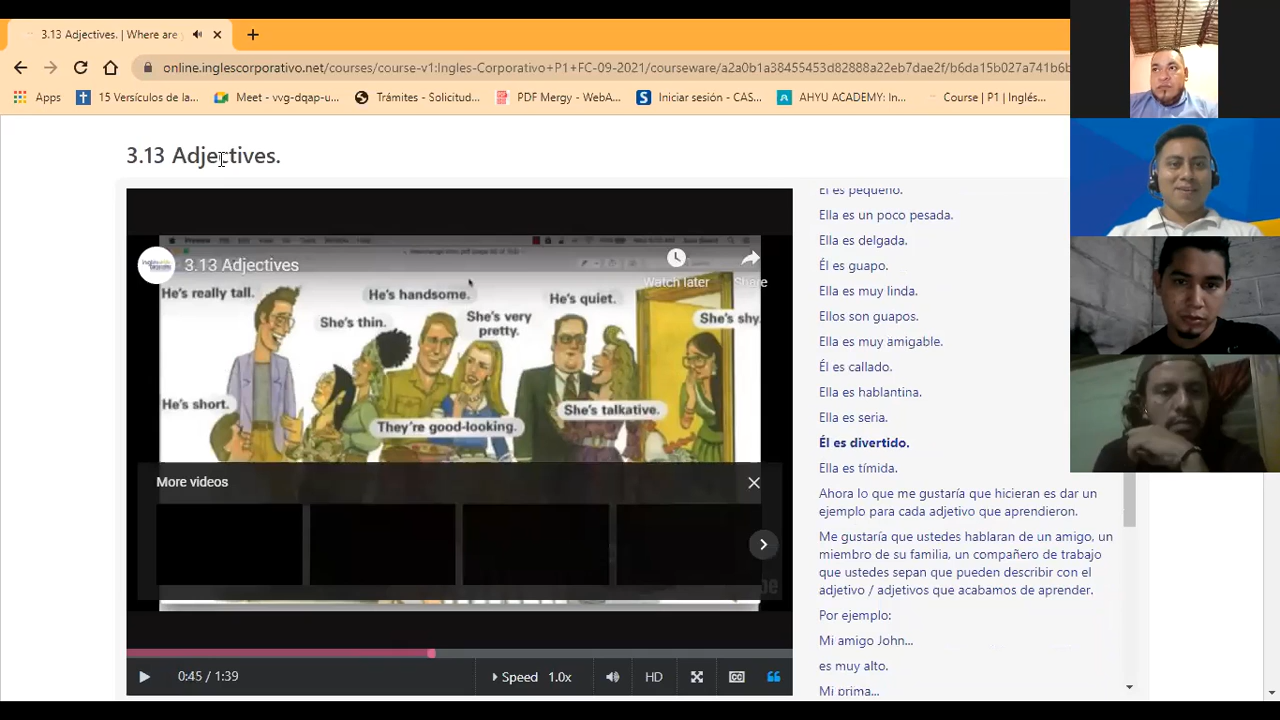 3.13 Adjectives. | Where are
online.inglescorporativo.net/courses/course-v1:InglesCorporativo+P1+FC-09-2021/courseware/a2a0b1a38455453d82888a22eb7dae2f/b6da15b027a741b6b
Apps
15 Versículos de la...
Meet - vvg-dqap-u...
Trámites - Solicitud...
PDF Mergy - WebA...
Iniciar sesión - CAS...
AHYU ACADEMY: In...
Course | P1 | Inglés...
3.13 Adjectives.
3.13 Adjectives
Watch later
Share
He's really tall.
He's handsome.
He's quiet.
She's thin.
She's very
pretty.
She's shy.
He's short.
She's talkative.
They're good-looking.
More videos
0:45 / 1:39
Speed 1.0x
HD
Él es pequeño.
Ella es un poco pesada.
Ella es delgada.
Él es guapo.
Ella es muy linda.
Ellos son guapos.
Ella es muy amigable.
Él es callado.
Ella es hablantina.
Ella es seria.
Él es divertido.
Ella es tímida.
Ahora lo que me gustaría que hicieran es dar un
ejemplo para cada adjetivo que aprendieron.
Me gustaría que ustedes hablaran de un amigo, un
miembro de su familia, un compañero de trabajo
que ustedes sepan que pueden describir con el
adjetivo / adjetivos que acabamos de aprender.
Por ejemplo:
Mi amigo John...
es muy alto.
Mi prima...